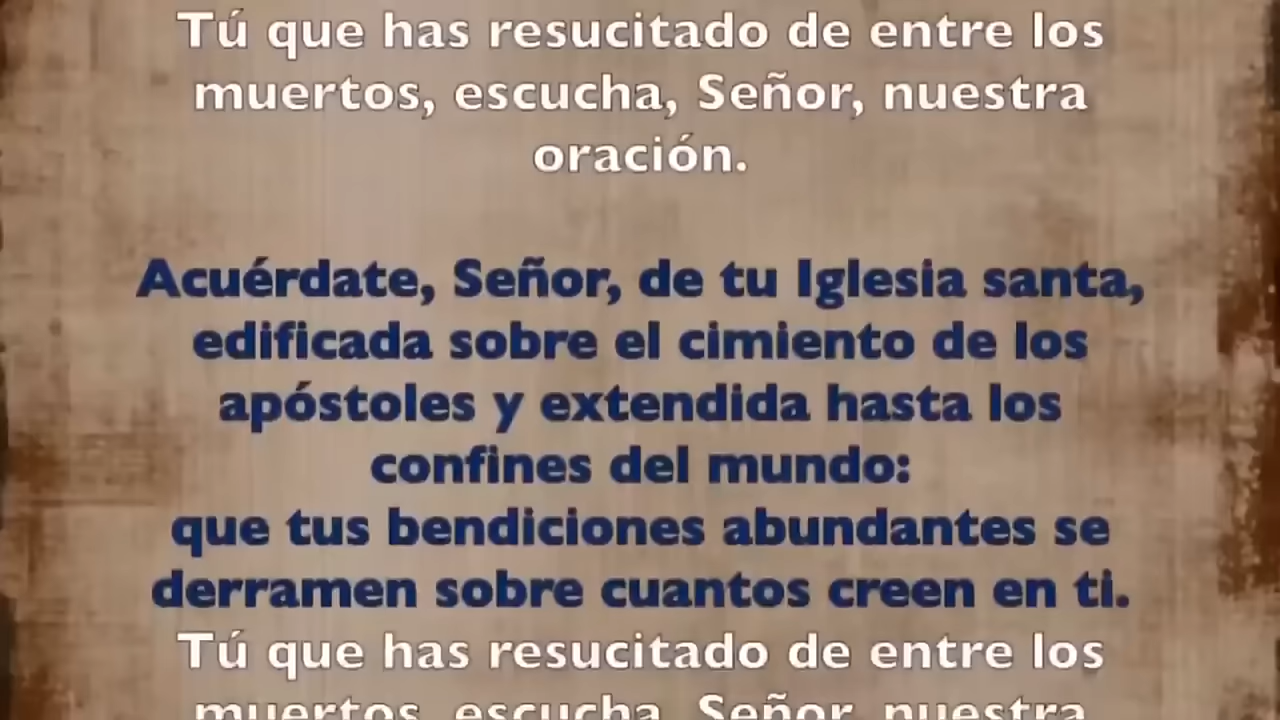 Tú que has resucitado de entre los
muertos, escucha, Señor, nuestra
oración.
Acuérdate, Señor, de tu Iglesia santa,
edificada sobre el cimiento de los
apóstoles y extendida hasta los
confines del mundo:
que tus bendiciones abundantes se
derramen sobre cuantos creen en ti.
Tú que has resucitado de entre los
muertos, escucha, Señor, nuestra